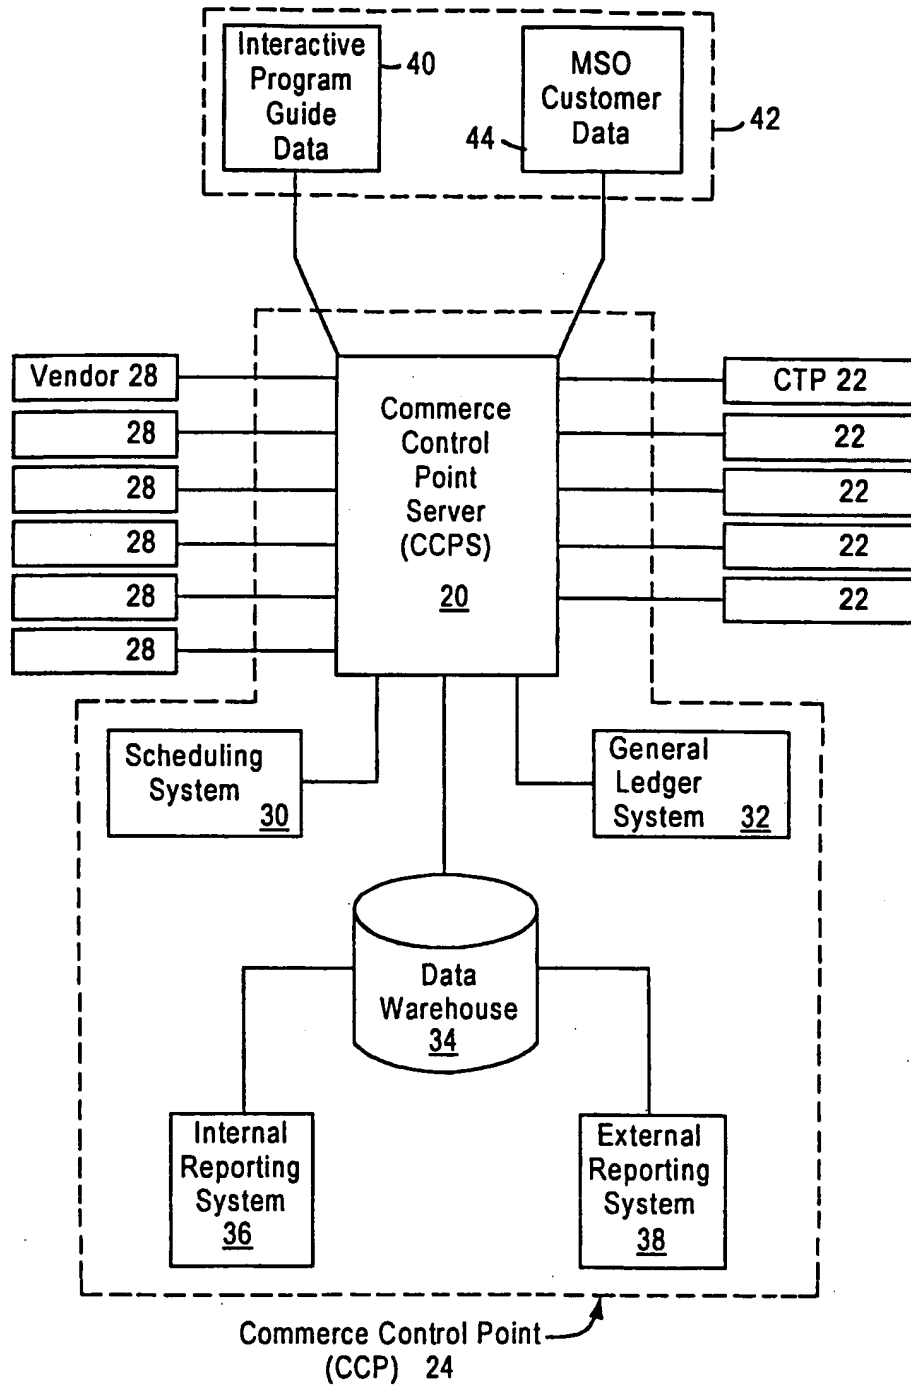 Interactive
Program
Guide
Data
40
MSO
Customer
Data
44
42
Vendor 28
28
28
28
28
28
Commerce
Control
Point
Server
(CCPS)
20
CTP 22
22
22
22
22
Scheduling
System
30
General
Ledger
System 32
Data
Warehouse
34
Internal
Reporting
System
36
External
Reporting
System
38
Commerce Control Point
(CCP) 24